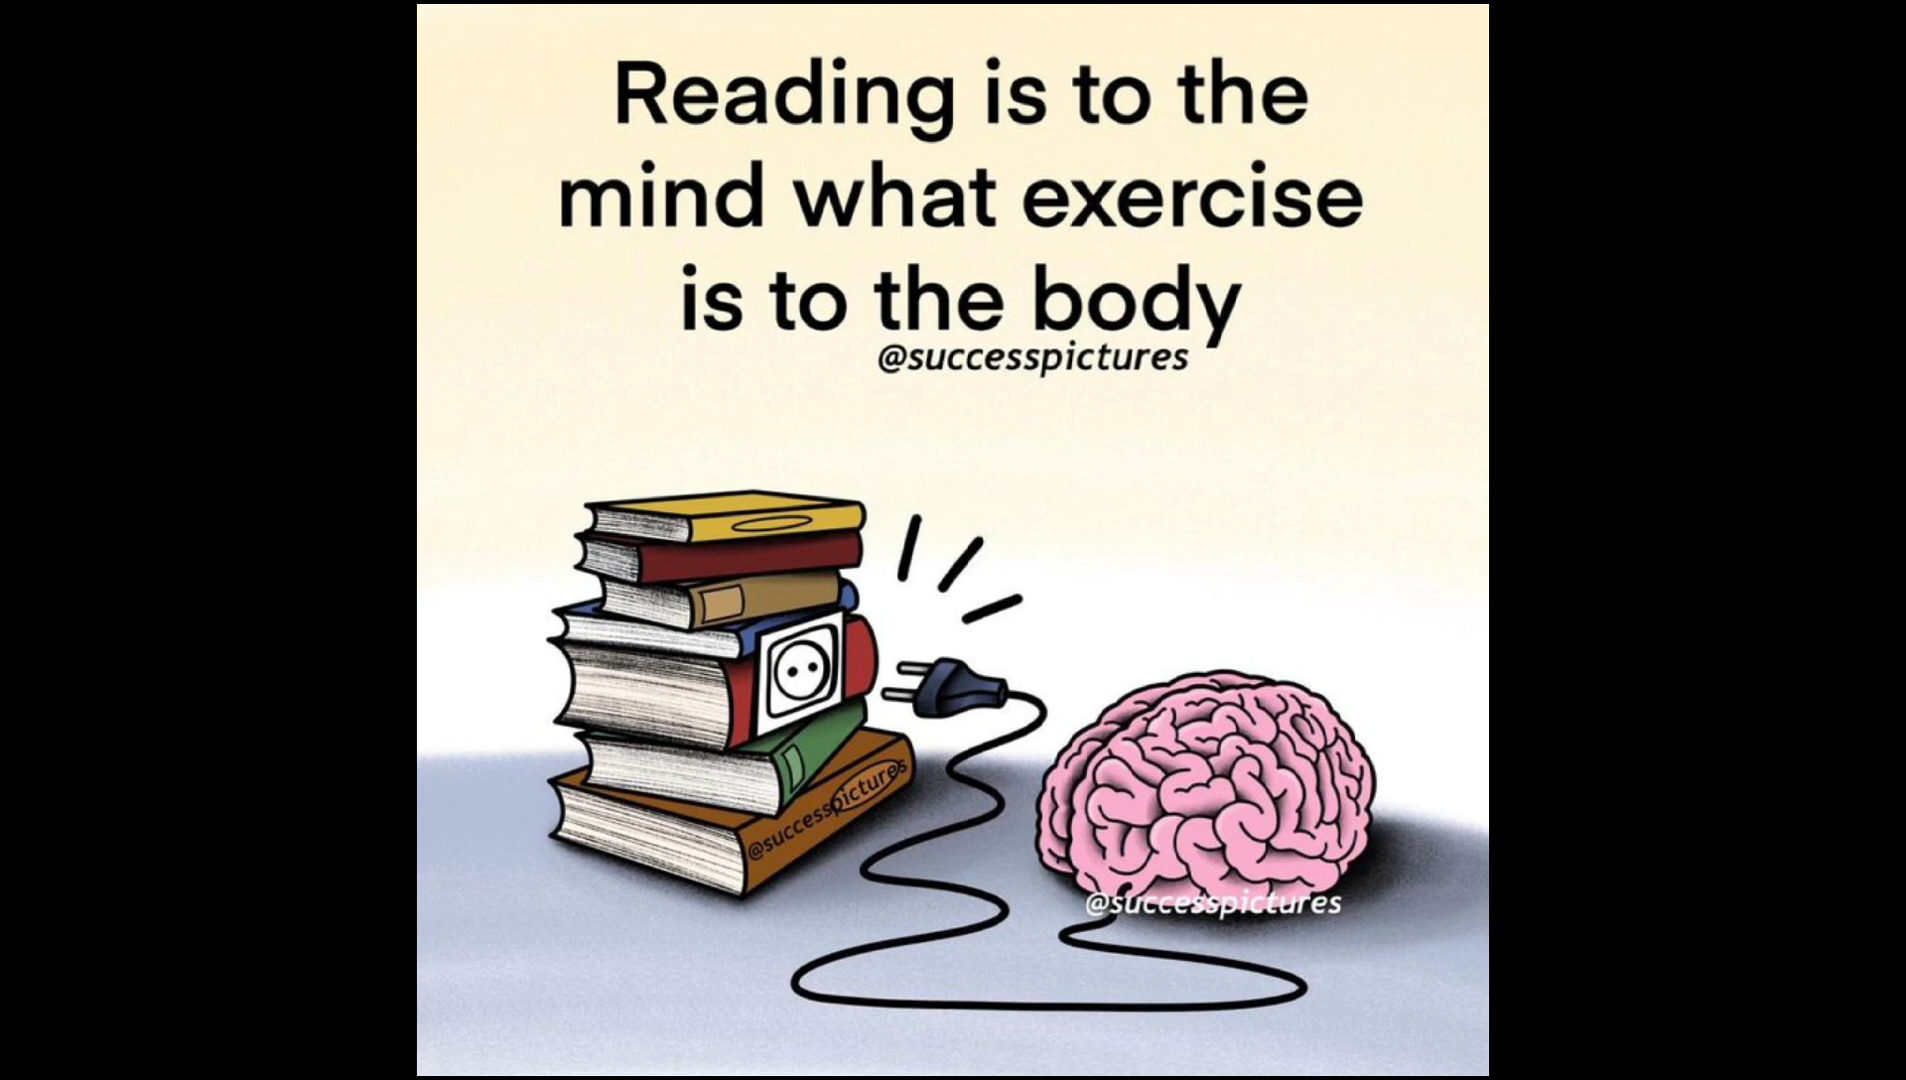 Reading is to the
mind what exercise
is to the body
@successpictures
@successpictures
@successpictures